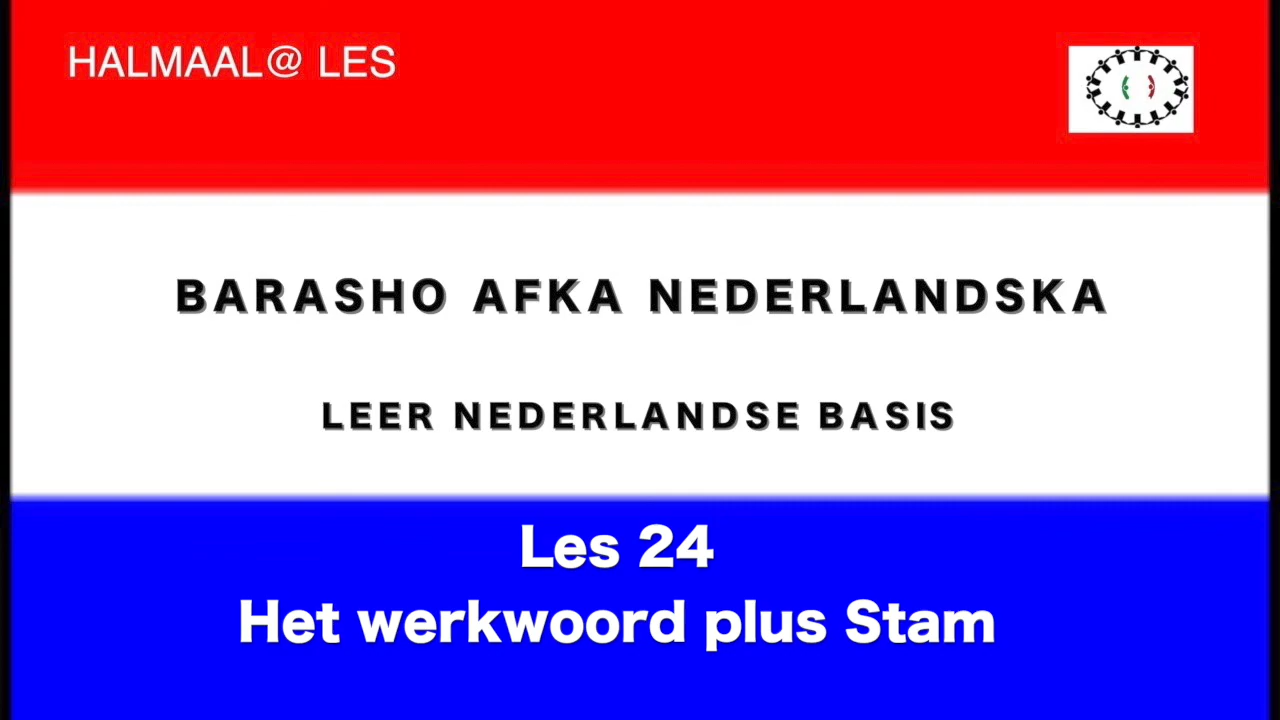 HALMAAL@ LES
BARASHO AFKA NEDERLANDSKA
LEER NEDERLANDSE BASIS
Les 24
Het werkwoord plus Stam